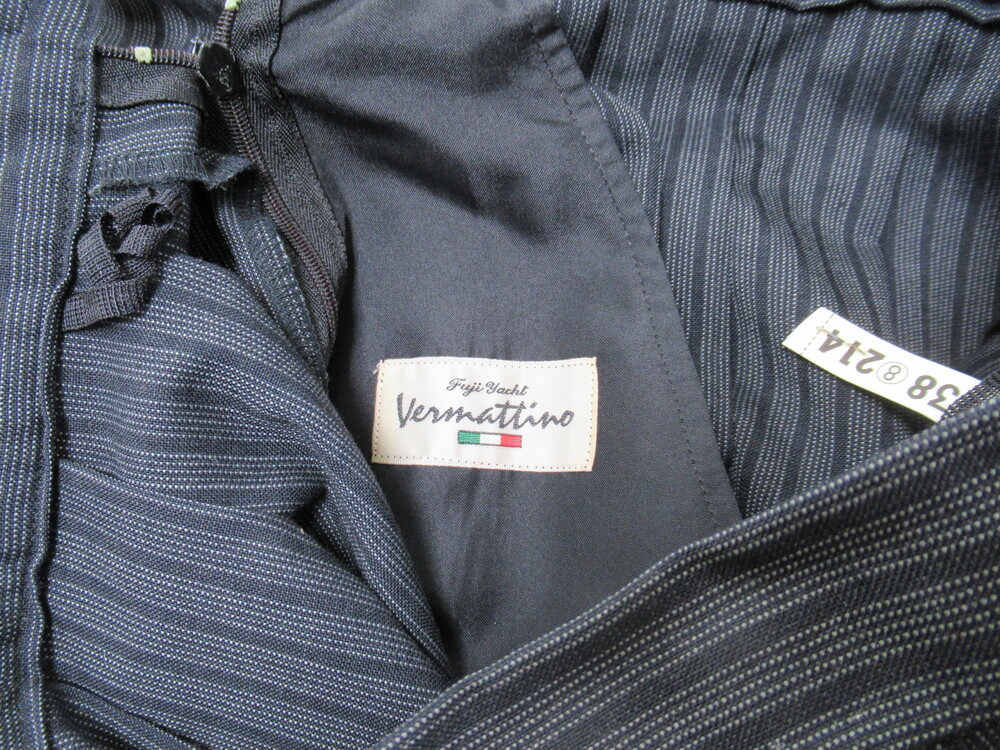 Fuji Yacht
Vermattino
38 ⑧ 214